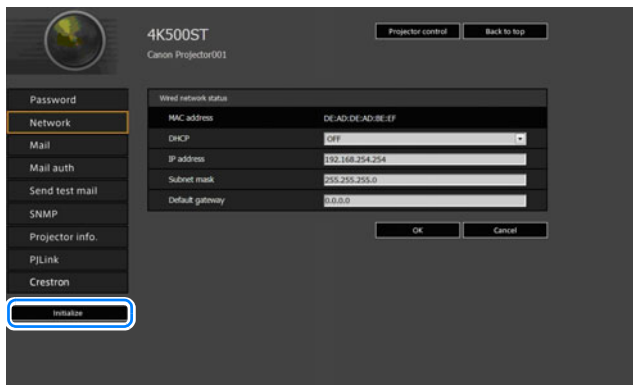 4K500ST
Canon Projector001
Projector control
Back to top
Password
Network
Mail
Mail auth
Send test mail
SNMP
Projector info.
PJLink
Crestron
Initialize
Wired network status
MAC address DE:AD:DE:AD:BE:EF
DHCP OFF
IP address 192.168.254.254
Subnet mask 255.255.255.0
Default gateway 0.0.0.0
OK
Cancel